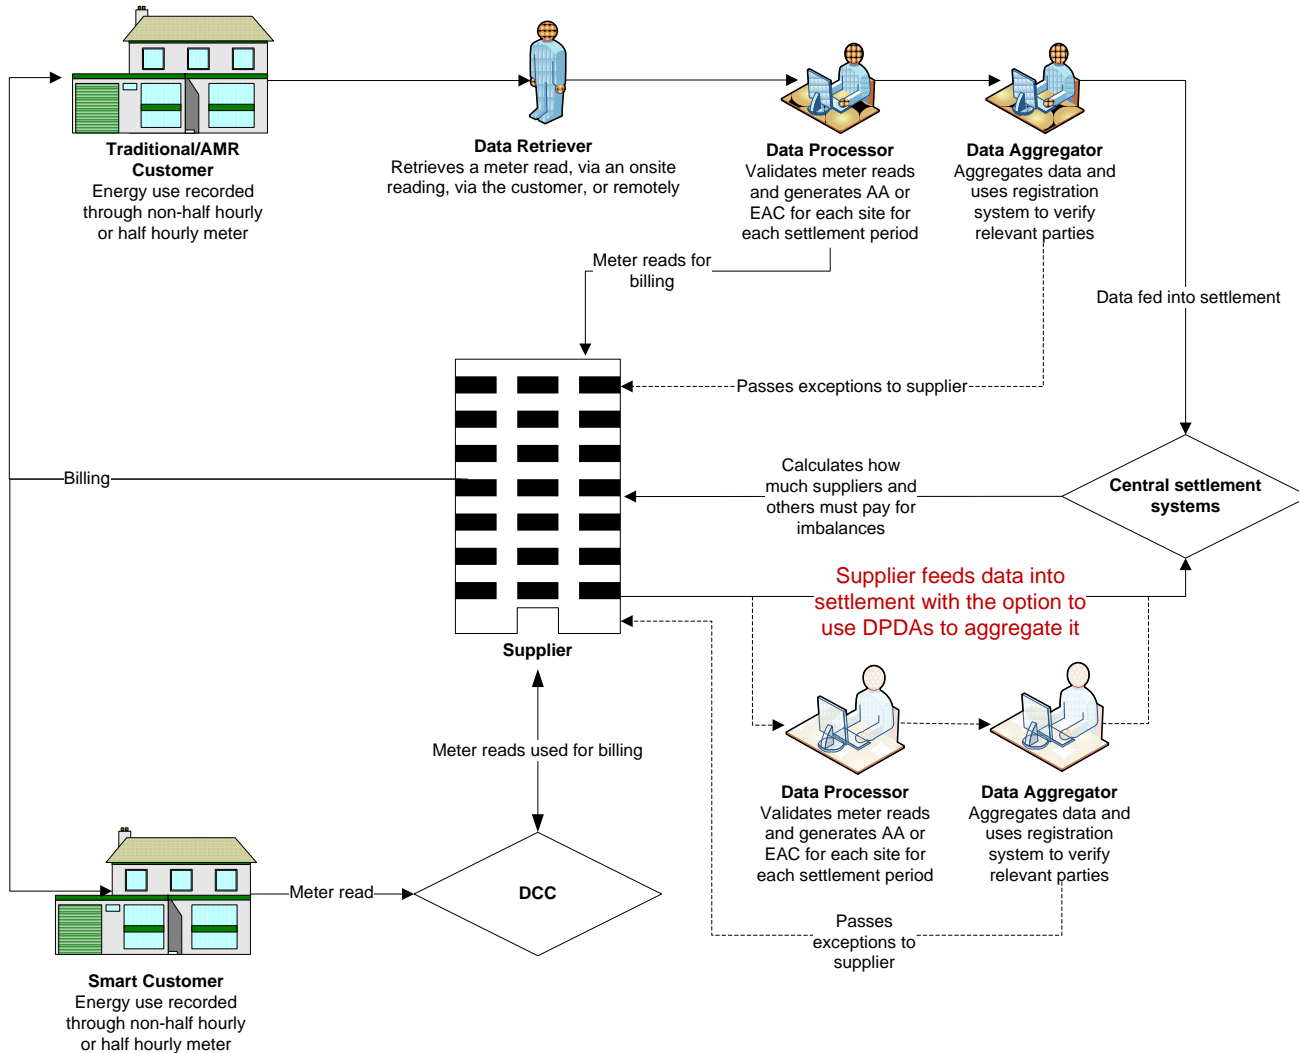 Traditional/AMR
Customer
Energy use recorded
through non-half hourly
or half hourly meter
Data Retriever
Retrieves a meter read, via an onsite
reading, via the customer, or remotely
Data Processor
Validates meter reads
and generates AA or
EAC for each site for
each settlement period
Data Aggregator
Aggregates data and
uses registration
system to verify
relevant parties
Meter reads for
billing
Data fed into settlement
Passes exceptions to supplier
Billing
Calculates how
much suppliers and
others must pay for
imbalances
Central settlement
systems
Supplier feeds data into
settlement with the option to
use DPDAs to aggregate it
Supplier
Data Processor
Validates meter reads
and generates AA or
EAC for each site for
each settlement period
Data Aggregator
Aggregates data and
uses registration
system to verify
relevant parties
Meter reads used for billing
Meter read
DCC
Passes
exceptions to
supplier
Smart Customer
Energy use recorded
through non-half hourly
or half hourly meter